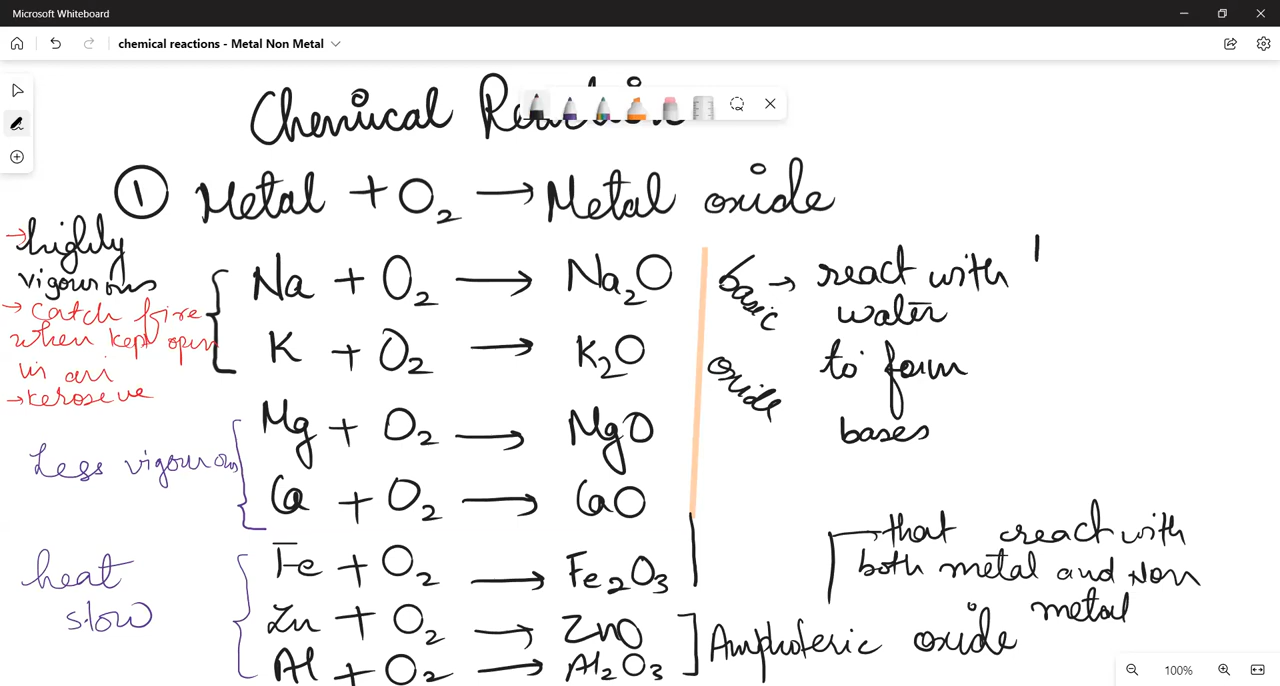 Microsoft Whiteboard
chemical reactions - Metal Non Metal
Chemical Reaction
① Metal + O2 → Metal oxide
→ highly
vigourous
→ catch fire
when kept open
in air
→ kerosene
Na + O2 → Na2O
K + O2 → K2O
basic
oxide
→ react with
water
to form
bases
Less vigourous
Mg + O2 → MgO
Ca + O2 → CaO
heat
slow
Fe + O2 → Fe2O3
Zn + O2 → ZnO
Al + O2 → Al2O3
Amphoteric oxide
that react with
both metal and Non
metal
100%